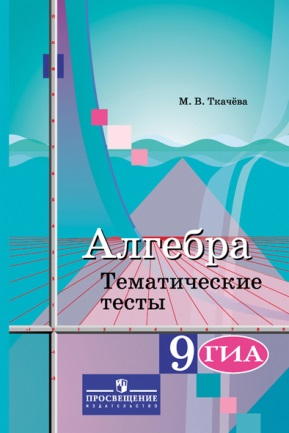 М. В. Ткачёва
Алгебра
Тематические
тесты
9 ГИА
ПРОСВЕЩЕНИЕ
ИЗДАТЕЛЬСТВО